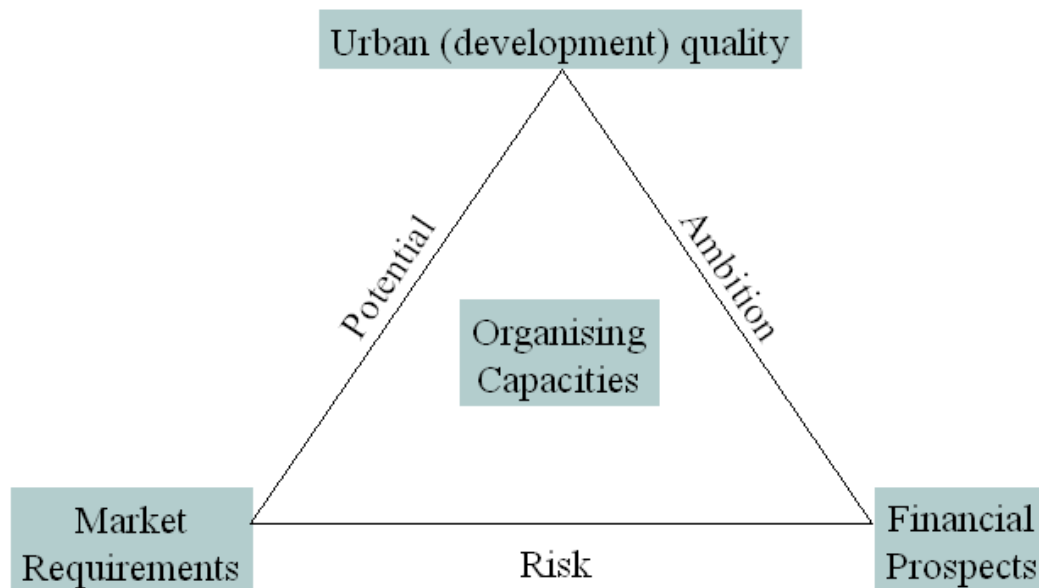 Urban (development) quality
Potential
Ambition
Organising
Capacities
Market
Requirements
Risk
Financial
Prospects